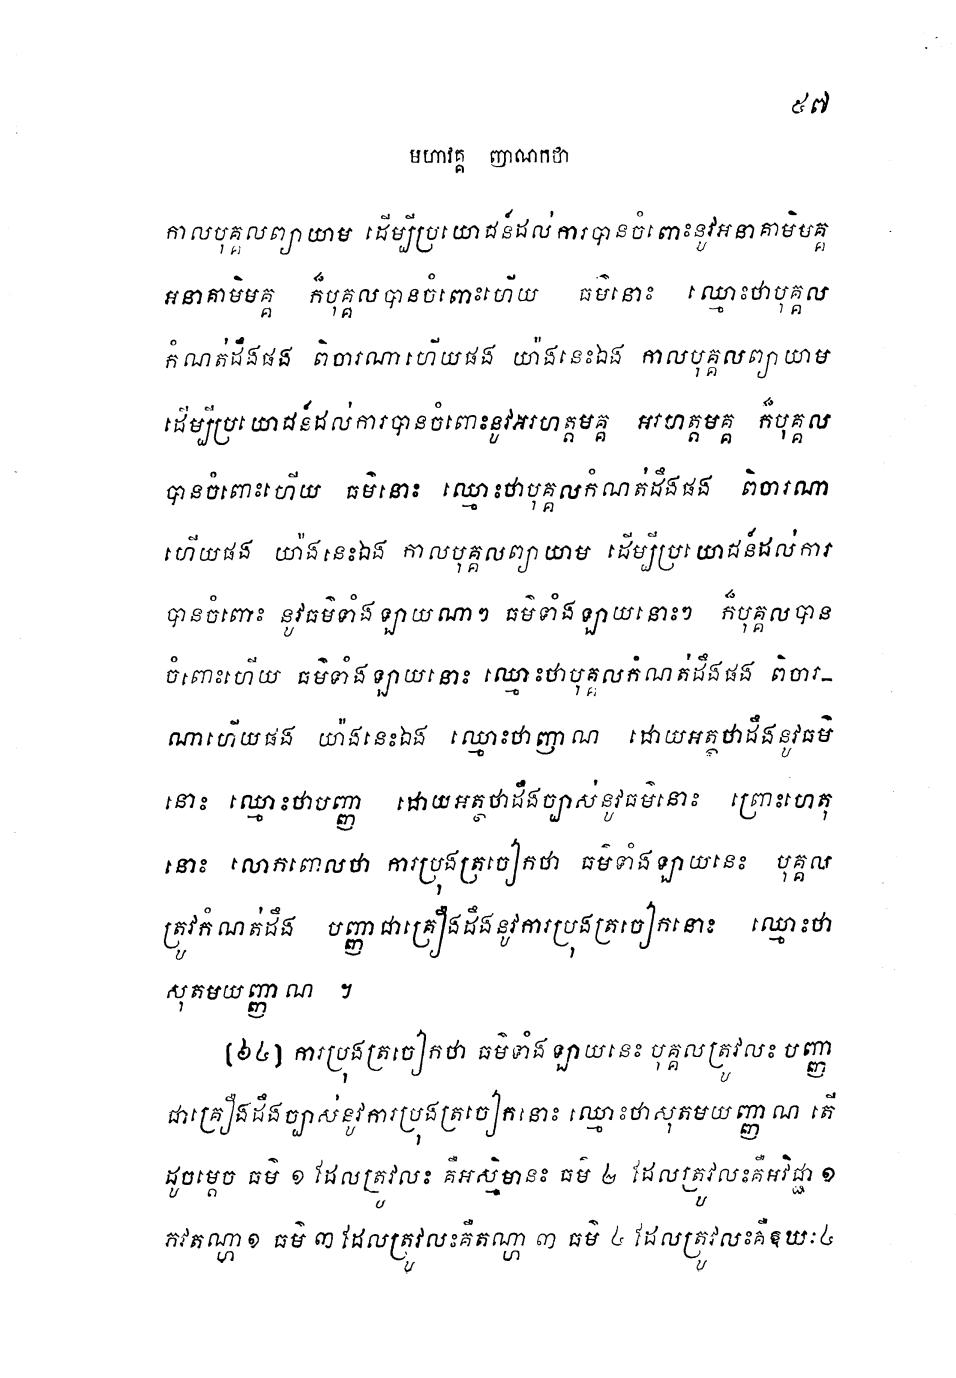 ៥៧
មហាវគ្គ ញាណកថា
កាលបុគ្គលព្យាយាម ដើម្បីប្រយោជន៍ដល់ការបានចំពោះនូវអនាគាមិមគ្គ
អនាគាមិមគ្គ ក៏បុគ្គលបានចំពោះហើយ ធម៌នោះ ឈ្មោះថាបុគ្គល
កំណត់ដឹងផង ពិចារណាហើយផង យ៉ាងនេះឯង កាលបុគ្គលព្យាយាម
ដើម្បីប្រយោជន៍ដល់ការបានចំពោះនូវអរហត្តមគ្គ អរហត្តមគ្គ ក៏បុគ្គល
បានចំពោះហើយ ធម៌នោះ ឈ្មោះថាបុគ្គលកំណត់ដឹងផង ពិចារណា
ហើយផង យ៉ាងនេះឯង កាលបុគ្គលព្យាយាម ដើម្បីប្រយោជន៍ដល់ការ
បានចំពោះ នូវធម៌ទាំងឡាយណាៗ ធម៌ទាំងឡាយនោះៗ ក៏បុគ្គលបាន
ចំពោះហើយ ធម៌ទាំងឡាយនោះ ឈ្មោះថាបុគ្គលកំណត់ដឹងផង ពិចារ-
ណាហើយផង យ៉ាងនេះឯង ឈ្មោះថាញាណ ដោយអត្ថថាដឹងនូវធម៌
នោះ ឈ្មោះថាបញ្ញា ដោយអត្ថថាដឹងច្បាស់នូវធម៌នោះ ព្រោះហេតុ
នោះ លោកពោលថា ការប្រុងត្រចៀកថា ធម៌ទាំងឡាយនេះ បុគ្គល
ត្រូវកំណត់ដឹង បញ្ញាជាគ្រឿងដឹងនូវការប្រុងត្រចៀកនោះ ឈ្មោះថា
សុតមយញ្ញាណ ។
[៦៤] ការប្រុងត្រចៀកថា ធម៌ទាំងឡាយនេះ បុគ្គលត្រូវលះ បញ្ញា
ជាគ្រឿងដឹងច្បាស់នូវការប្រុងត្រចៀកនោះ ឈ្មោះថាសុតមយញ្ញាណ តើ
ដូចម្ដេច ធម៌ ១ ដែលត្រូវលះ គឺអស្មិមានះ ធម៌ ២ ដែលត្រូវលះគឺអវិជ្ជា ១
ភវតណ្ហា ១ ធម៌ ៣ ដែលត្រូវលះគឺតណ្ហា ៣ ធម៌ ៤ ដែលត្រូវលះគឺឱឃៈ៤